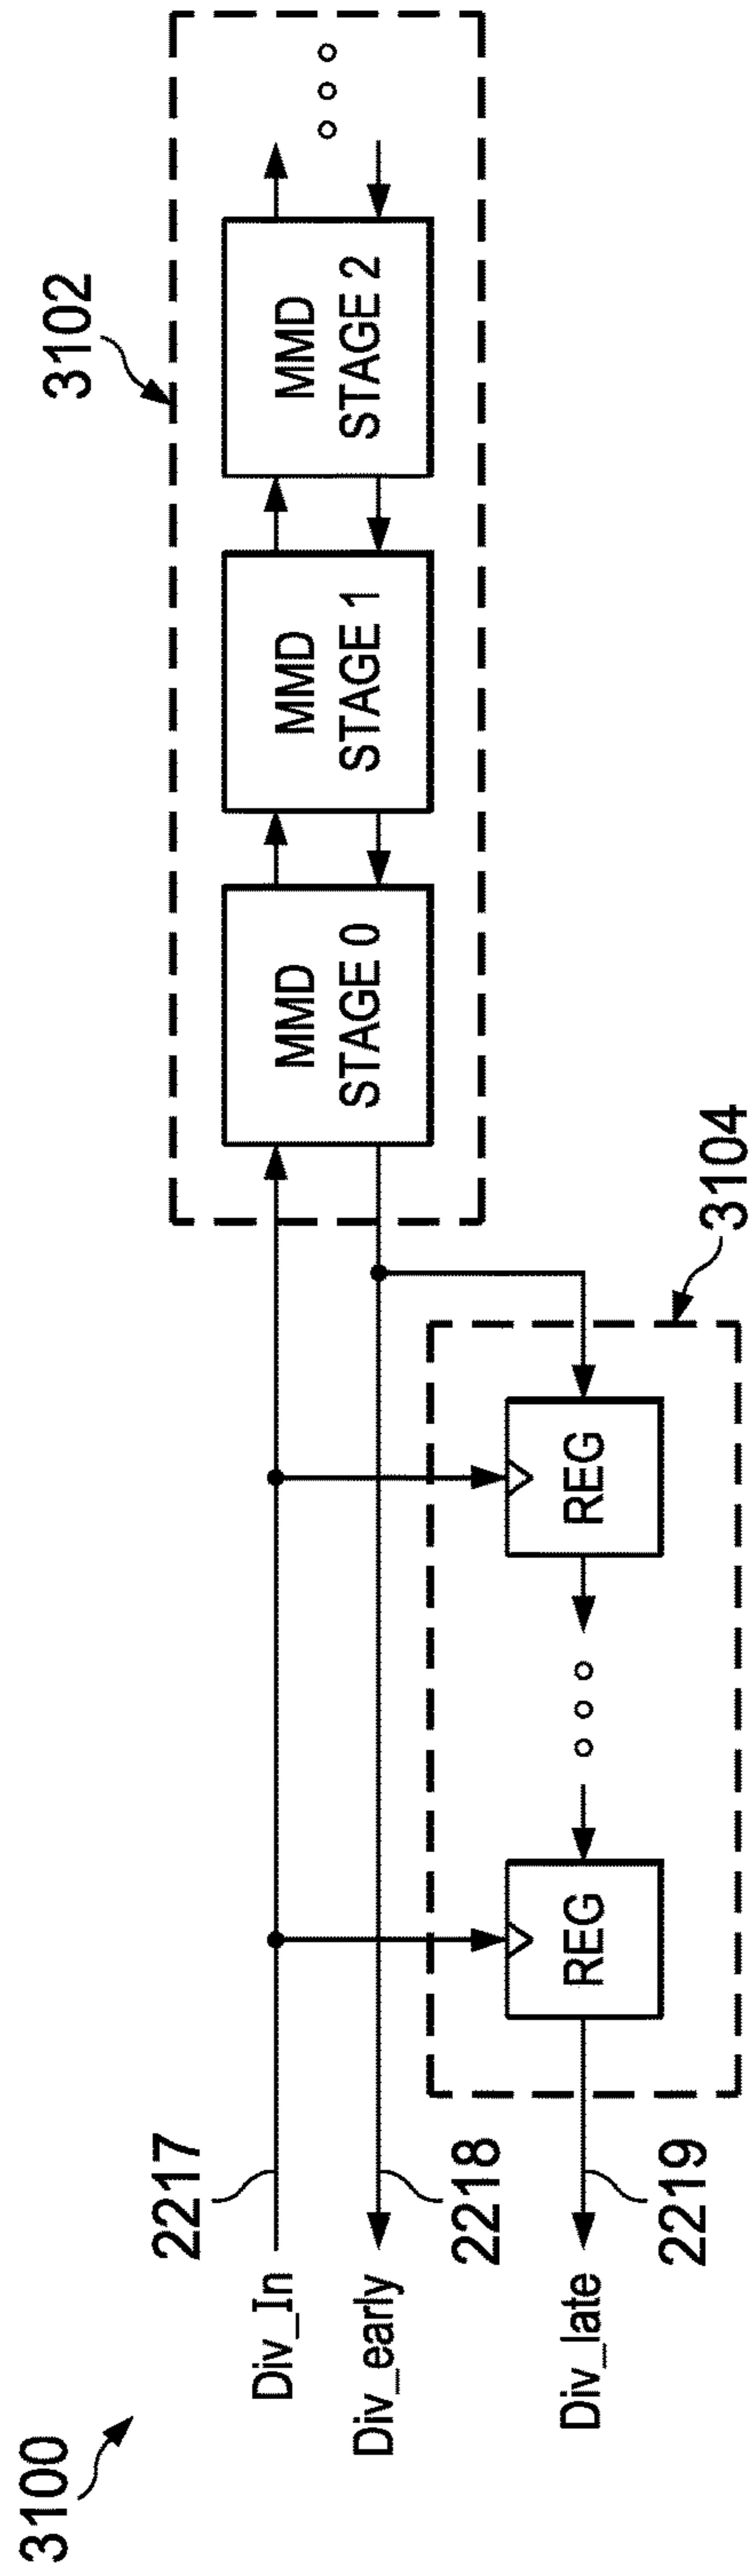 3100
3102
MMD
STAGE 0
MMD
STAGE 1
MMD
STAGE 2
Div_In
2217
Div_early
2218
Div_late
2219
REG
REG
3104